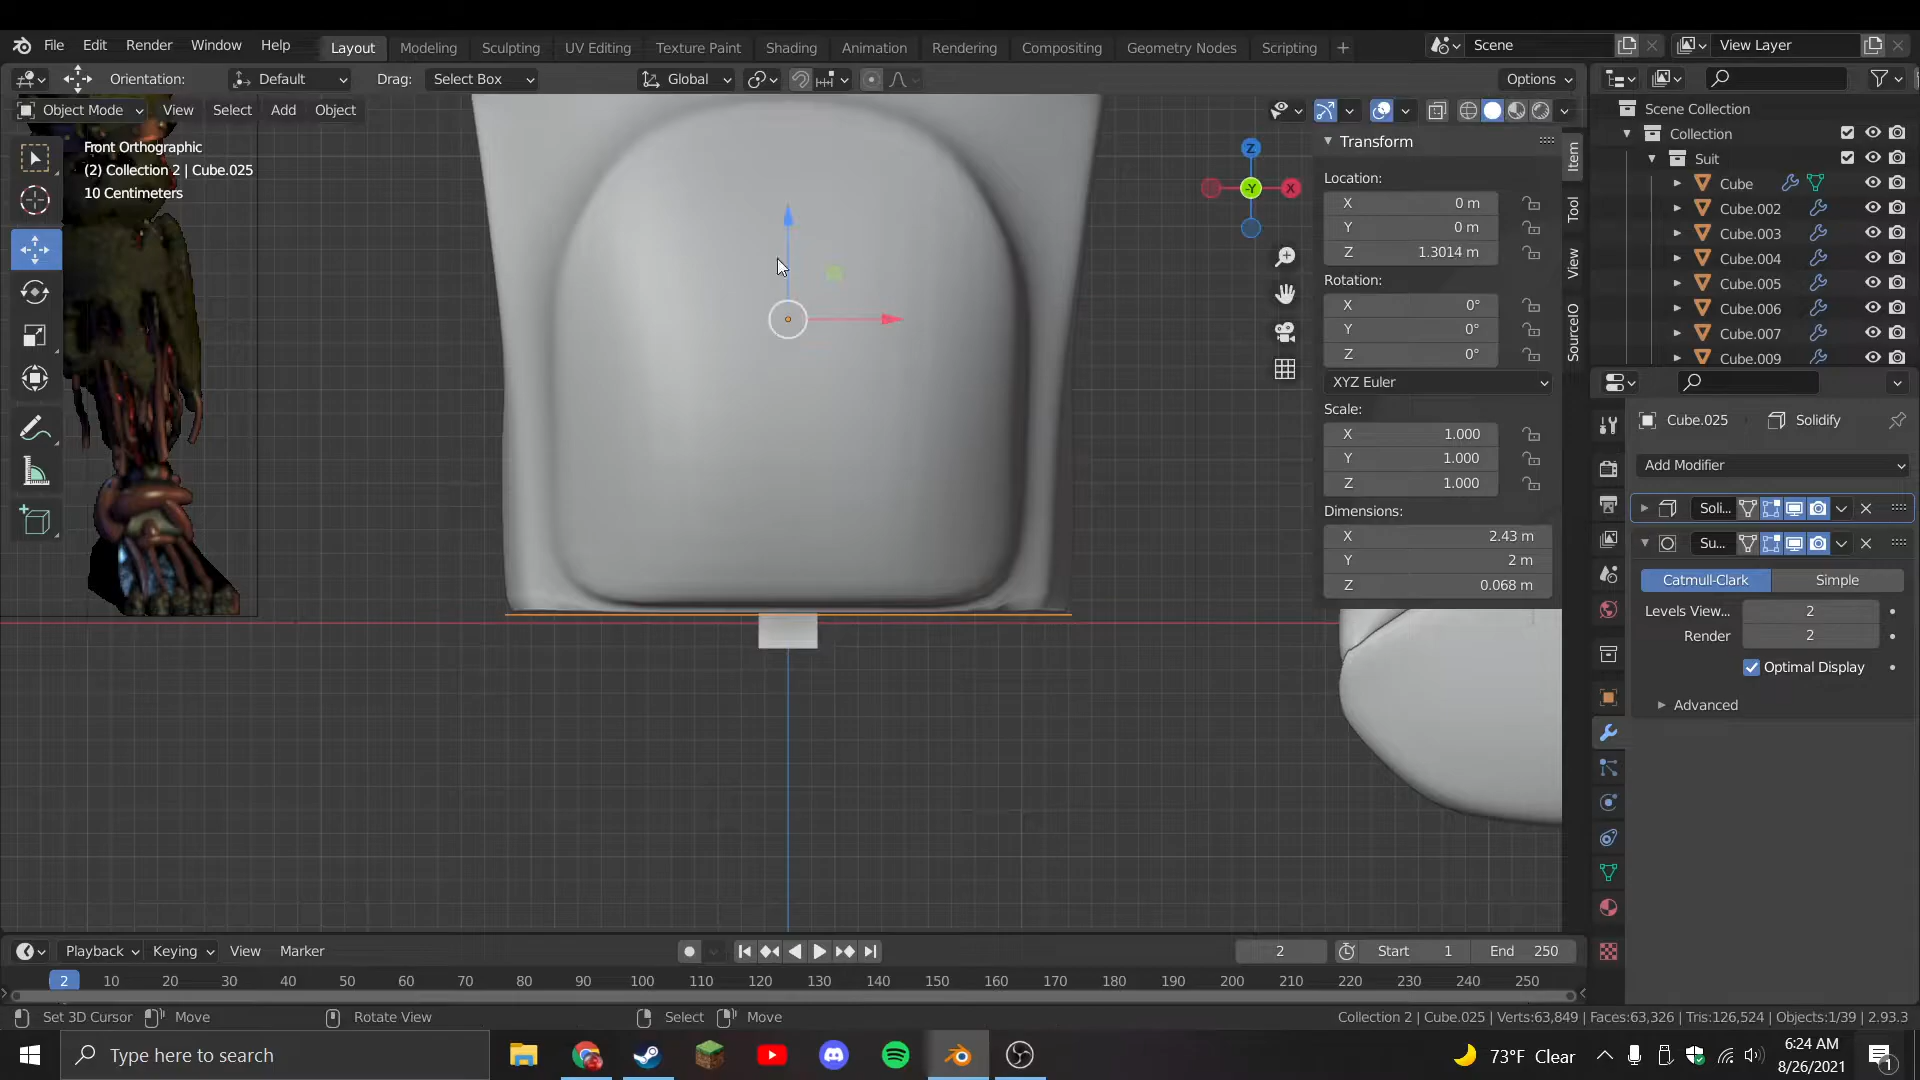 File Edit Render Window Help Layout Modeling Sculpting UV Editing Texture Paint Shading Animation Rendering Compositing Geometry Nodes Scripting + Scene View Layer
Orientation: Default Drag: Select Box Global Options
Object Mode View Select Add Object
Front Orthographic
(2) Collection 2 | Cube.025
10 Centimeters
Z
-Y
X
Transform
Location:
X 0 m
Y 0 m
Z 1.3014 m
Rotation:
X 0°
Y 0°
Z 0°
XYZ Euler
Scale:
X 1.000
Y 1.000
Z 1.000
Dimensions:
X 2.43 m
Y 2 m
Z 0.068 m
Item
Tool
View
SourceIO
Scene Collection
Collection
Suit
Cube
Cube.002
Cube.003
Cube.004
Cube.005
Cube.006
Cube.007
Cube.009
Cube.025 Solidify
Add Modifier
Soli...
Su...
Catmull-Clark Simple
Levels View... 2
Render 2
Optimal Display
Advanced
Playback Keying View Marker 2 Start 1 End 250
2 10 20 30 40 50 60 70 80 90 100 110 120 130 140 150 160 170 180 190 200 210 220 230 240 250
Set 3D Cursor Move Rotate View Select Move Collection 2 | Cube.025 | Verts:63,849 | Faces:63,326 | Tris:126,524 | Objects:1/39 | 2.93.3
Type here to search 73°F Clear 6:24 AM
8/26/2021
1